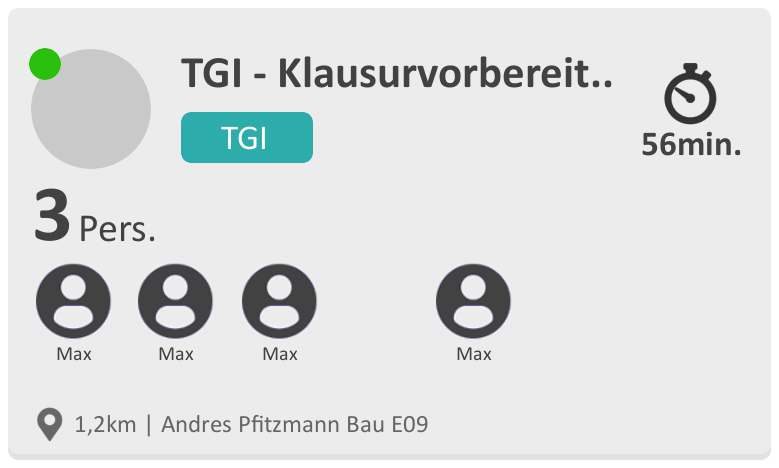 TGI - Klausurvorbereit..
TGI
56min.
3 Pers.
Max Max Max Max
1,2km | Andres Pfitzmann Bau E09